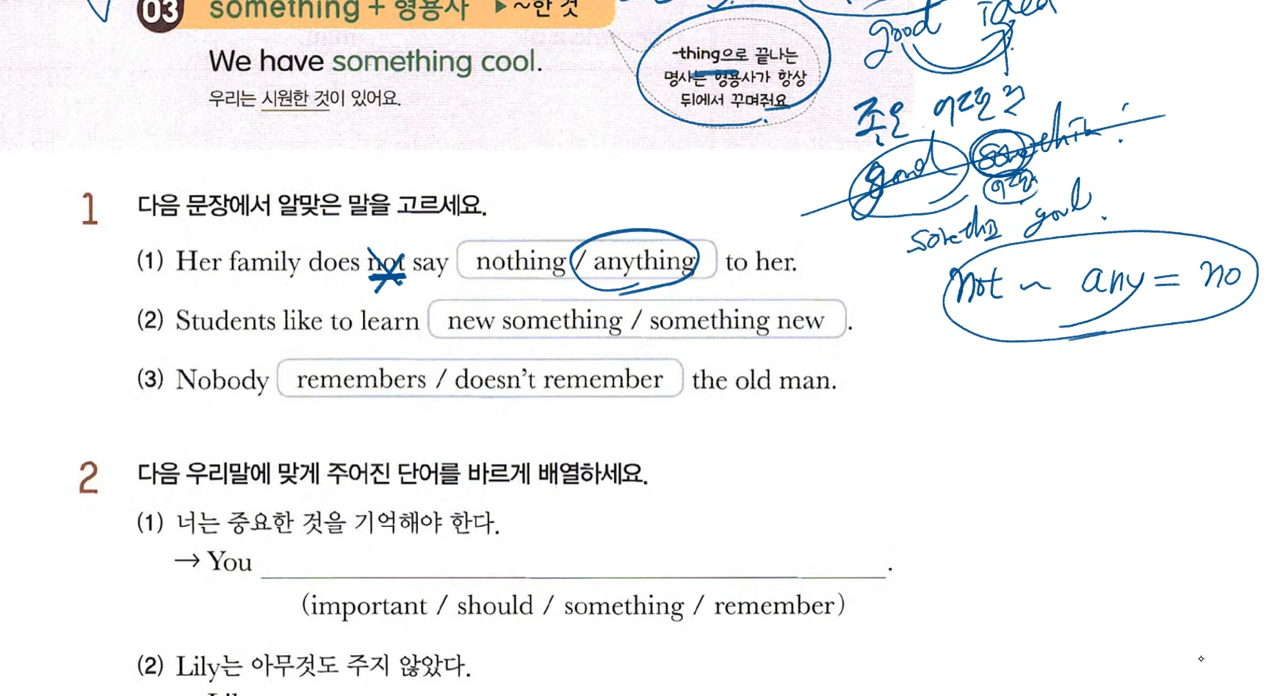 03 something + 형용사 ▶ ~한 것
We have something cool.
우리는 시원한 것이 있어요.
-thing으로 끝나는
명사는 형용사가 항상
뒤에서 꾸며줘요
good idea
좋은
good something
something good
not ~ any = no
1 다음 문장에서 알맞은 말을 고르세요.
(1) Her family does not say nothing / anything to her.
(2) Students like to learn new something / something new .
(3) Nobody remembers / doesn't remember the old man.
2 다음 우리말에 맞게 주어진 단어를 바르게 배열하세요.
(1) 너는 중요한 것을 기억해야 한다.
→ You .
(important / should / something / remember)
(2) Lily는 아무것도 주지 않았다.